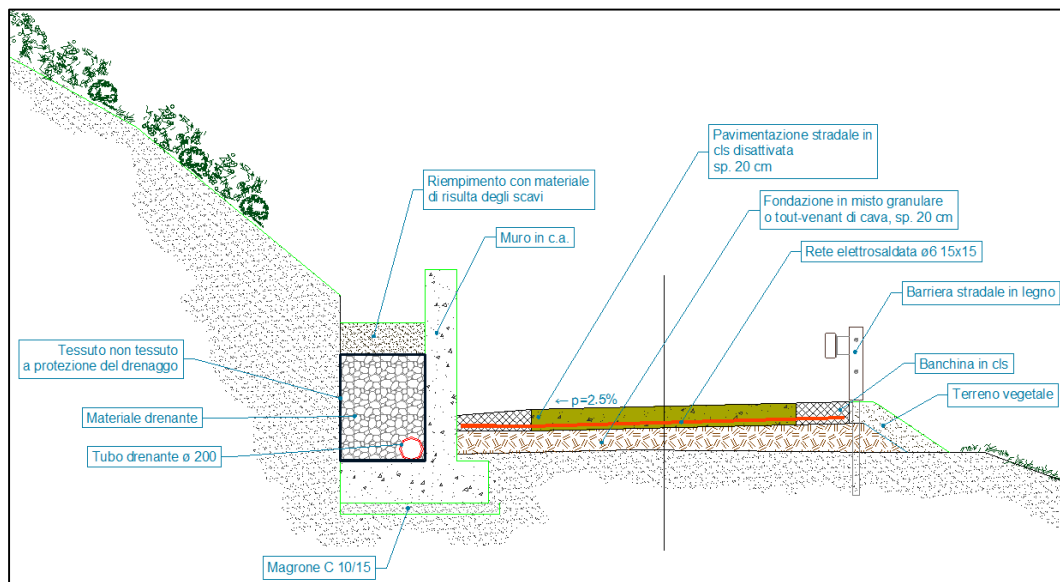 Pavimentazione stradale in
cls disattivata
sp. 20 cm
Riempimento con materiale
di risulta degli scavi
Fondazione in misto granulare
o tout-venant di cava, sp. 20 cm
Muro in c.a.
Rete elettrosaldata ø6 15x15
Barriera stradale in legno
Tessuto non tessuto
a protezione del drenaggo
Banchina in cls
Terreno vegetale
← p=2.5%
Materiale drenante
Tubo drenante ø 200
Magrone C 10/15